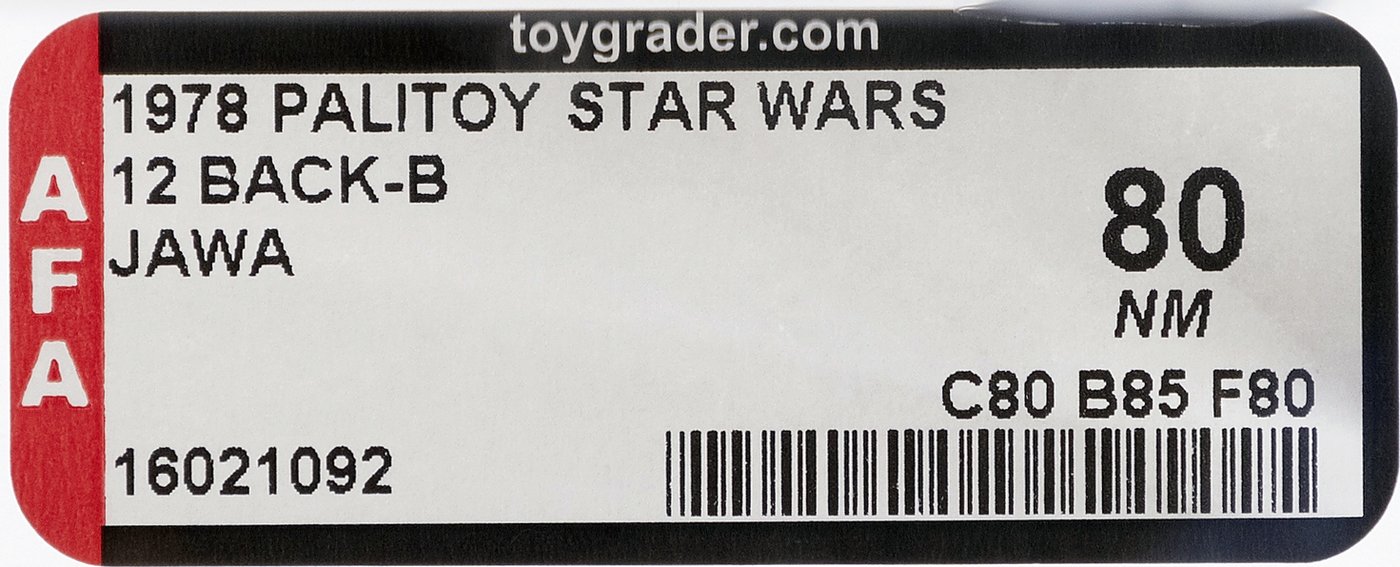 toygrader.com
AFA
1978 PALITOY STAR WARS
12 BACK-B
JAWA
80
NM
C80 B85 F80
16021092